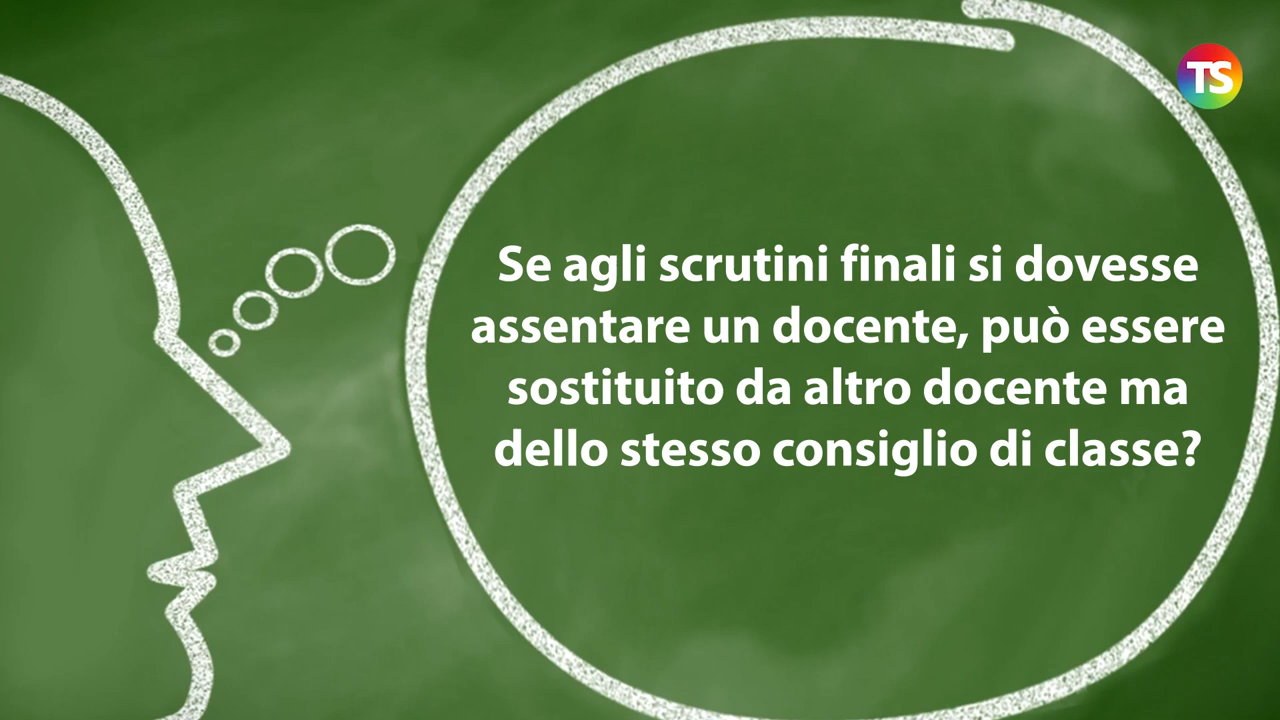 TS
Se agli scrutini finali si dovesse
assentare un docente, può essere
sostituito da altro docente ma
dello stesso consiglio di classe?